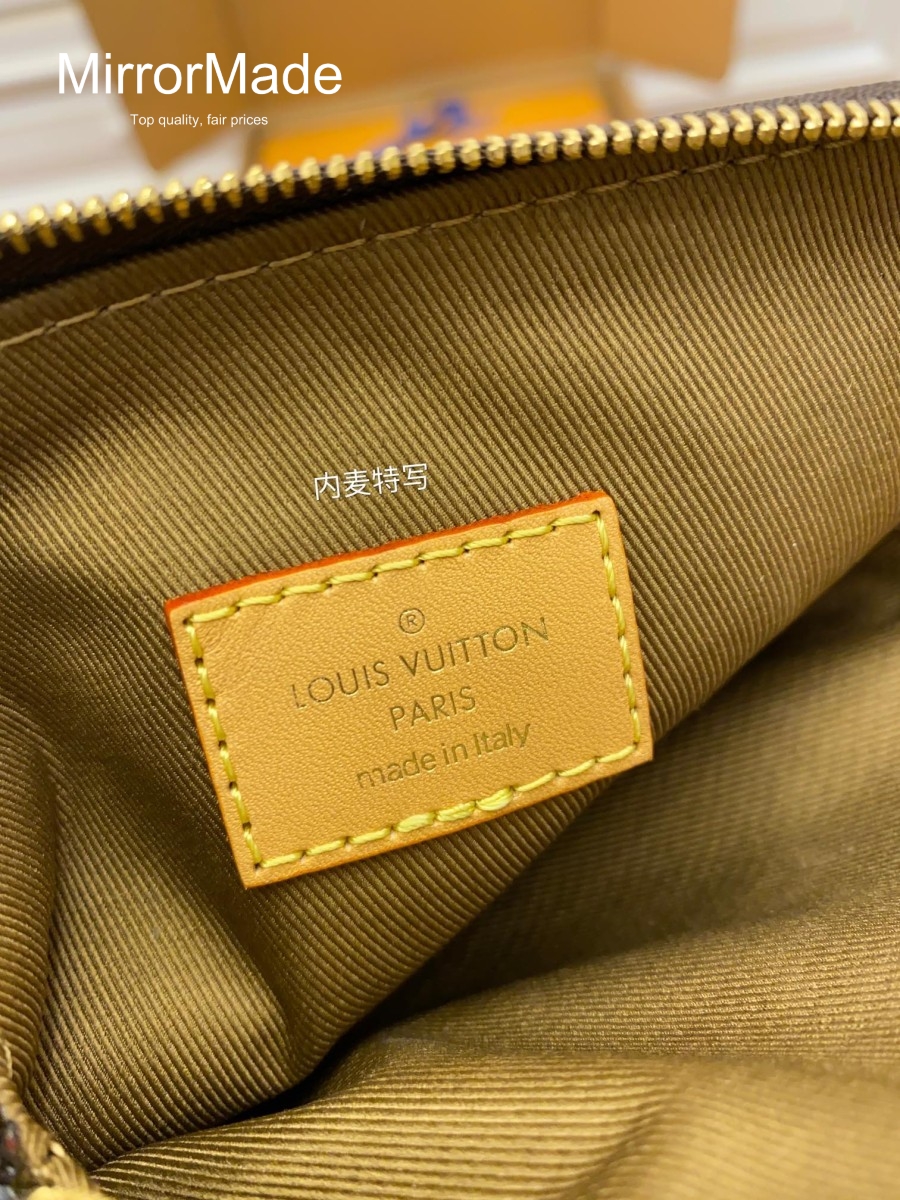 MirrorMade
Top quality, fair prices
内麦特写
®
LOUIS VUITTON
PARIS
made in Italy